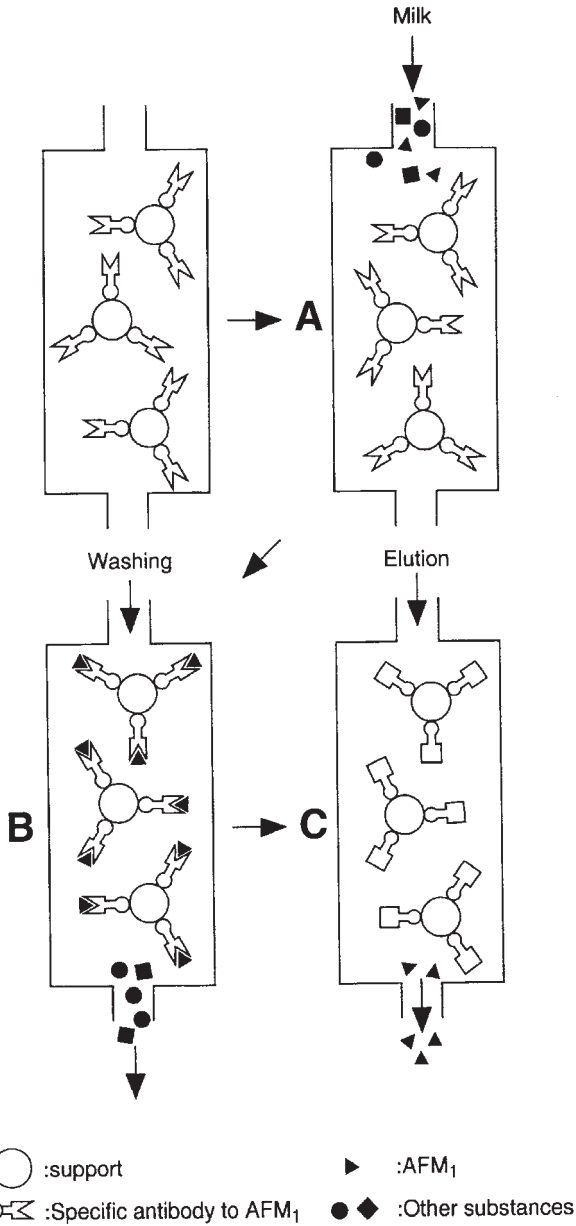 Milk
A
Washing
Elution
B
C
:support
:AFM₁
:Specific antibody to AFM₁
:Other substances